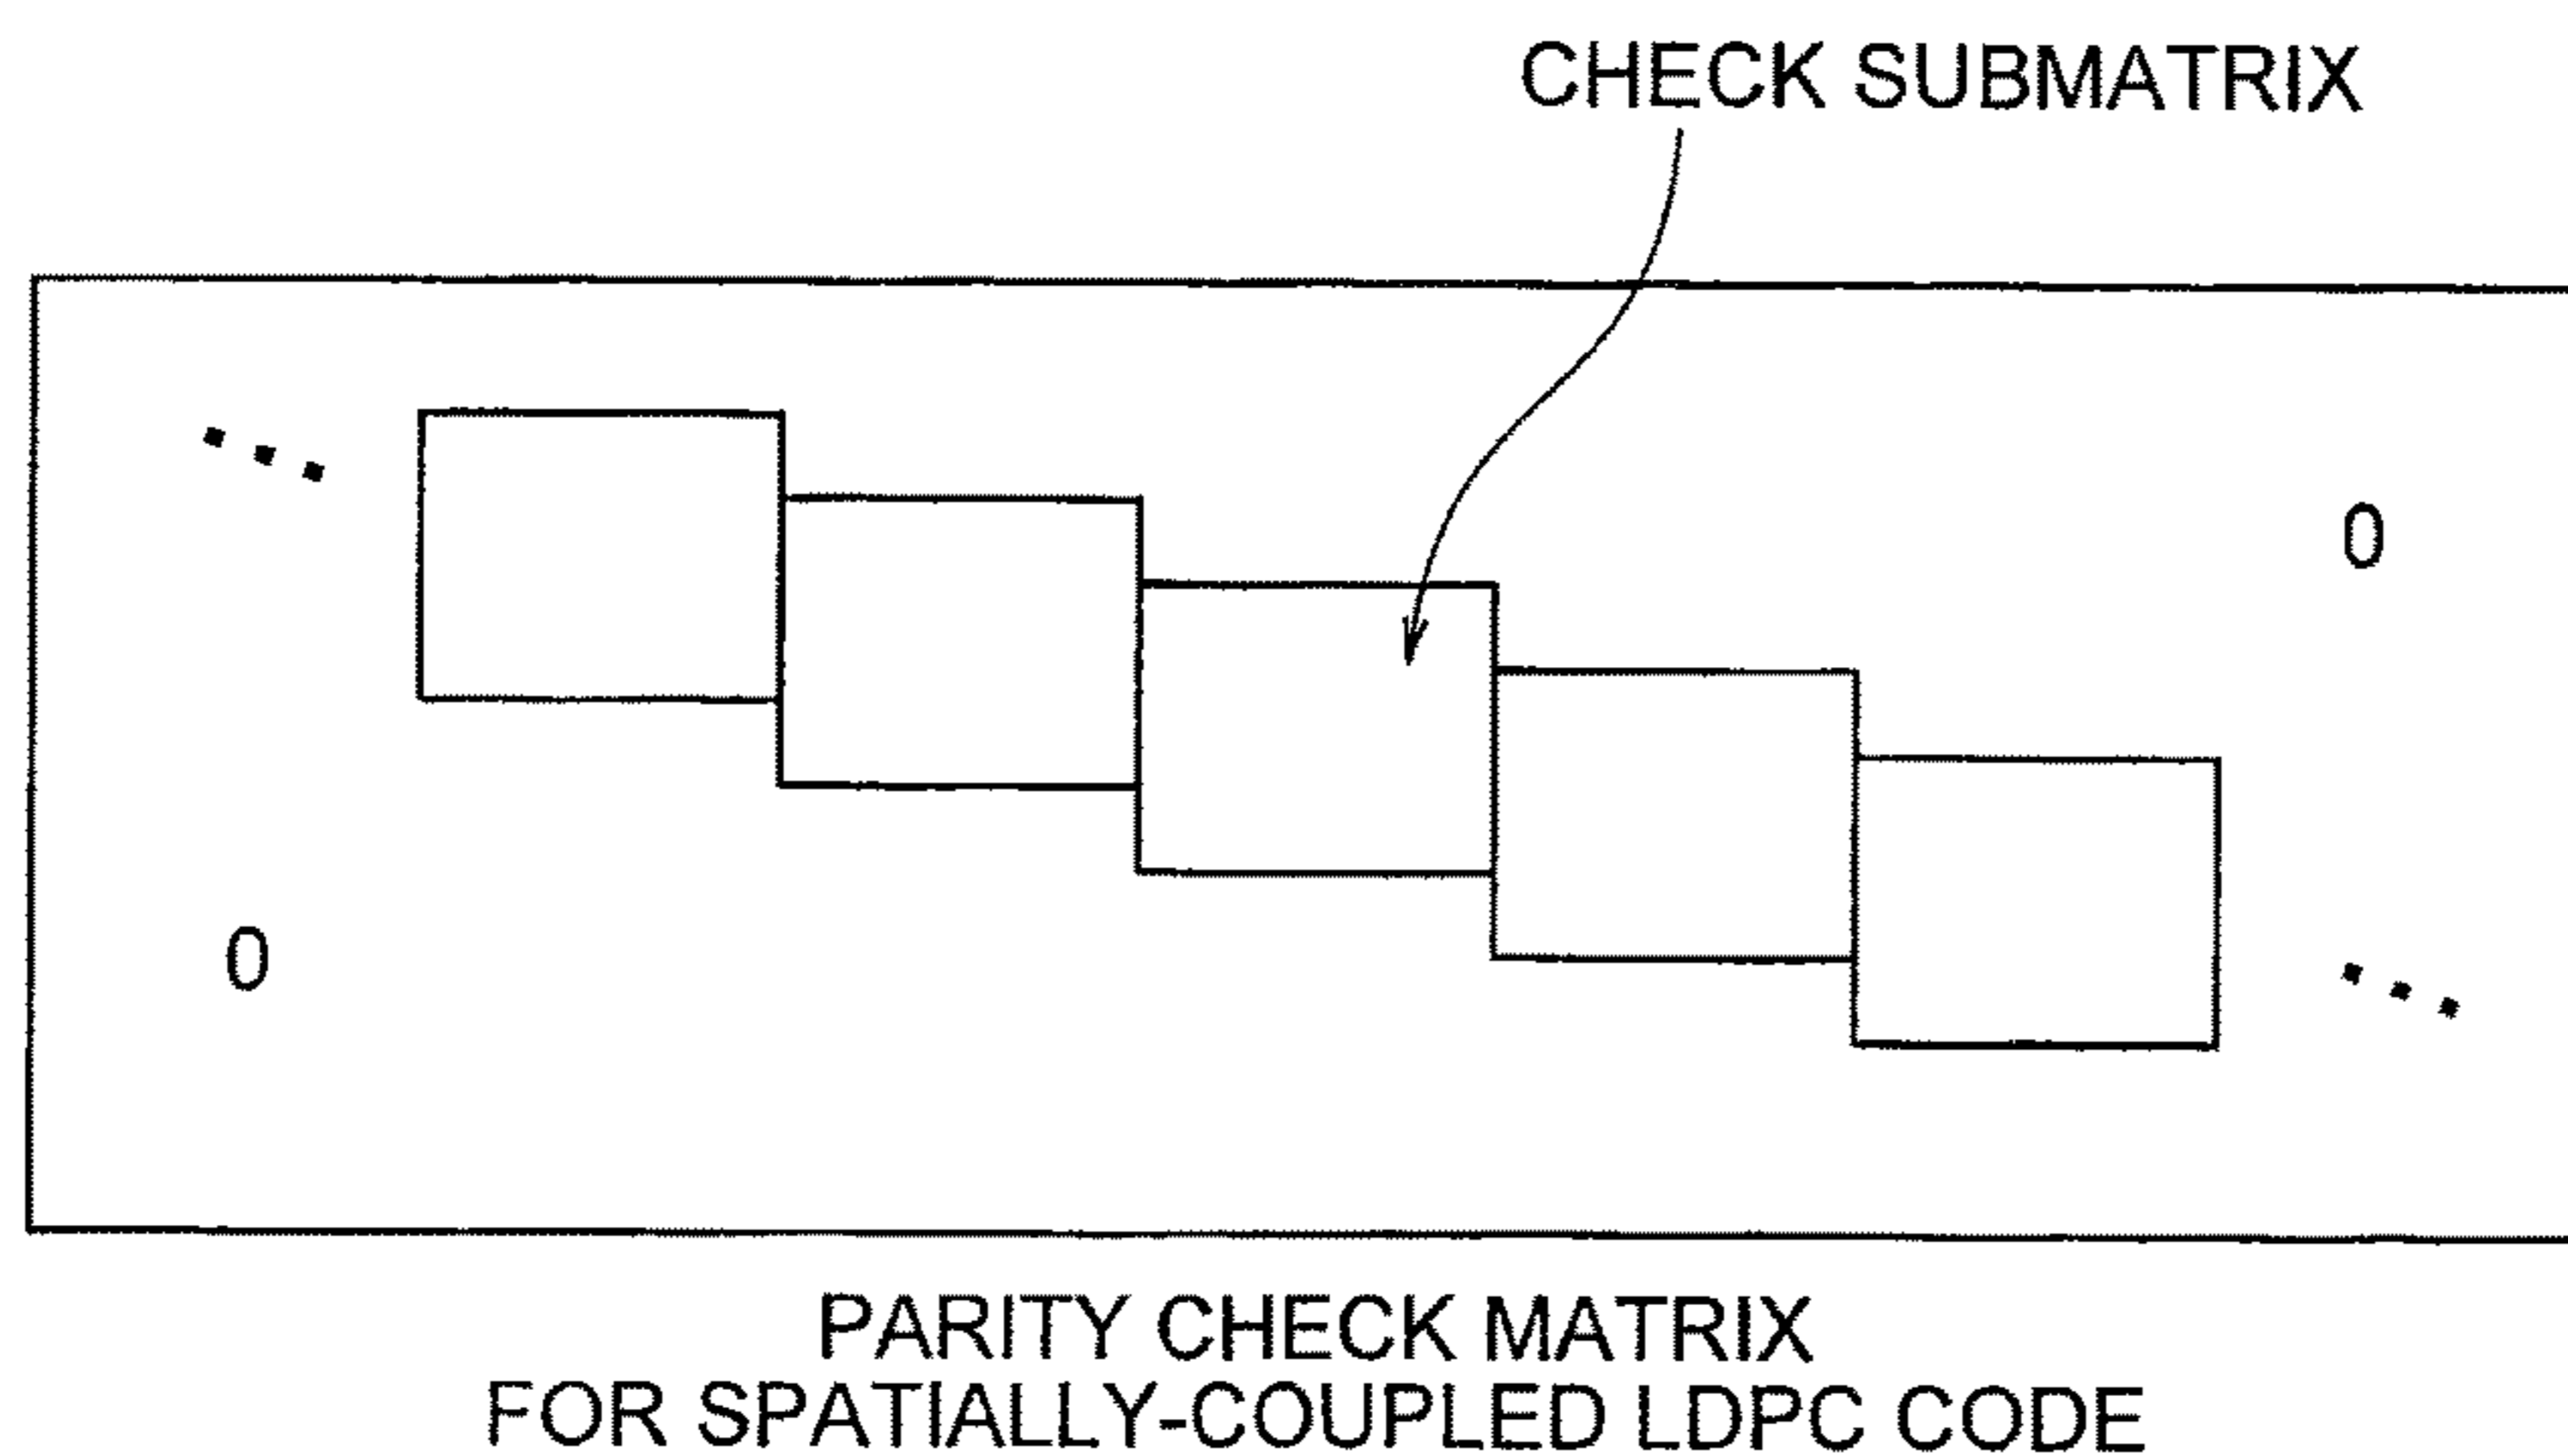 CHECK SUBMATRIX
0
0
PARITY CHECK MATRIX
FOR SPATIALLY-COUPLED LDPC CODE